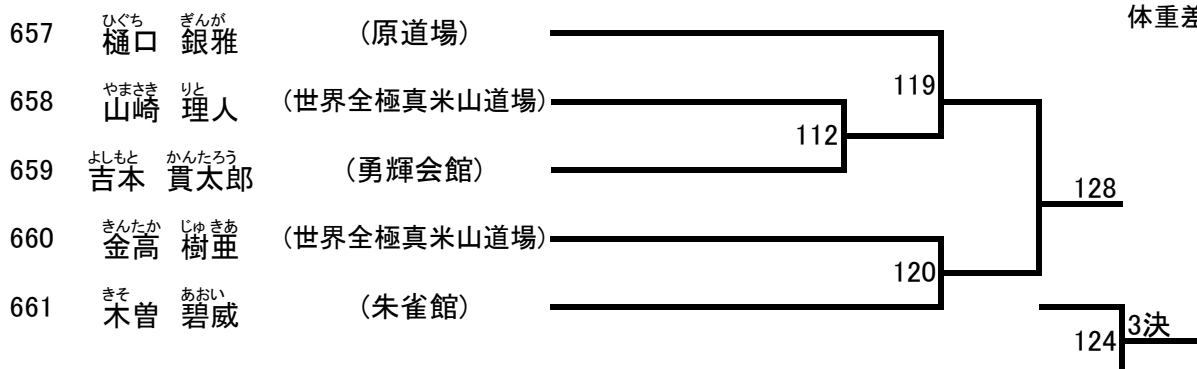 体重差
ひぐち ぎんが
657 樋口 銀雅 (原道場)
119
やまさき りと
658 山崎 理人 (世界全極真米山道場)
112
よしもと かんたろう
659 吉本 貫太郎 (勇輝会館)
128
きんたか じゅきあ
660 金高 樹亜 (世界全極真米山道場)
120
きそ あおい
661 木曽 碧威 (朱雀館)
3決
124